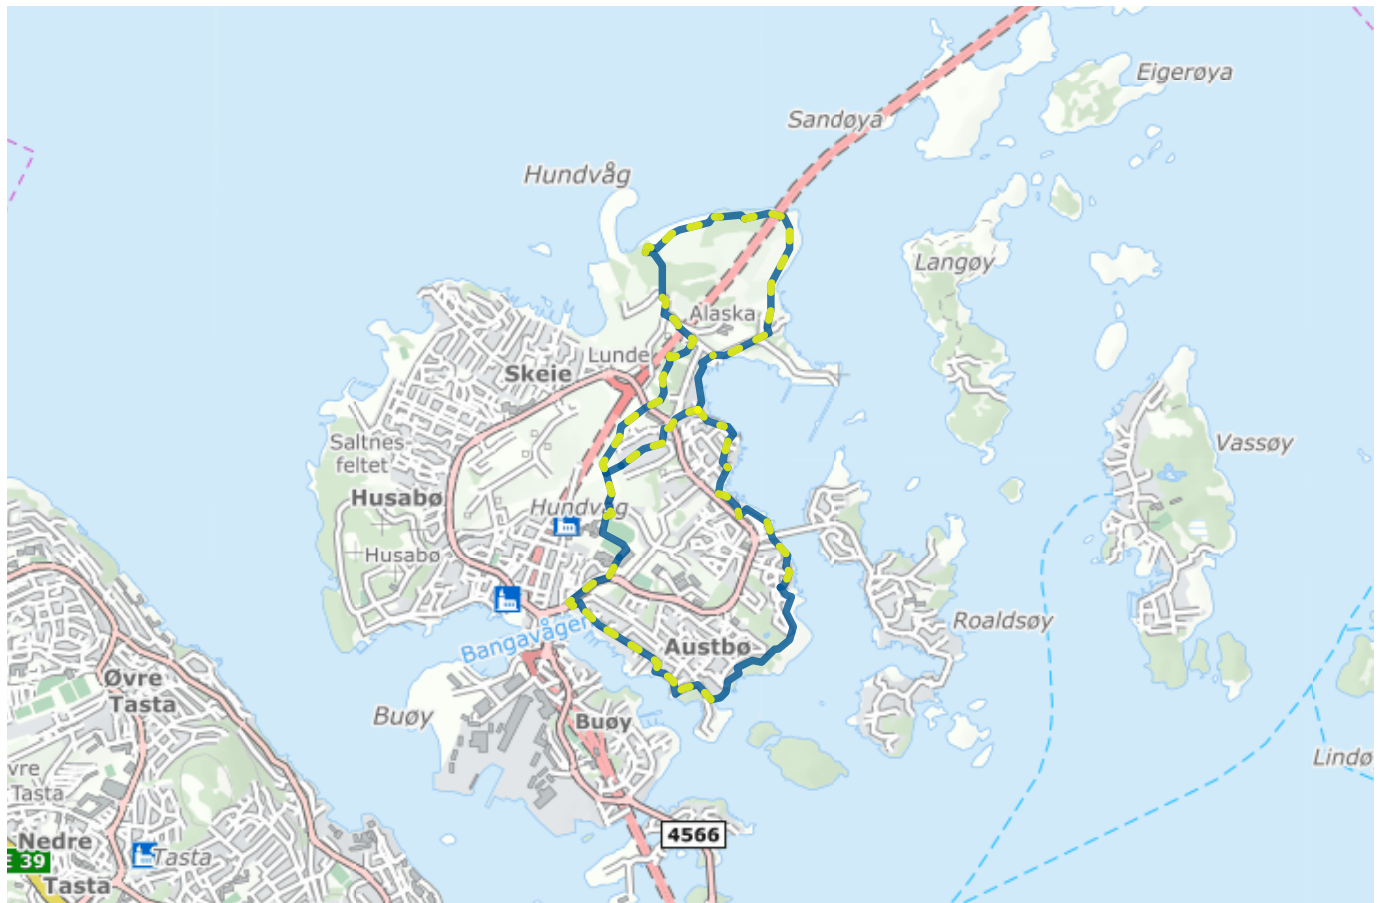 Eigerøya
Sandøya
Hundvåg
Langøy
Alaska
Lunde
Skeie
Saltnes-
feltet
Vassøy
Husabø
Hundvåg
Husabø
Roaldsøy
Bangavågen
Austbø
Øvre
Tasta
Buøy
Buøy
Lindø
vre
Tasta
4566
Nedre
Tasta
E 39
Tasta